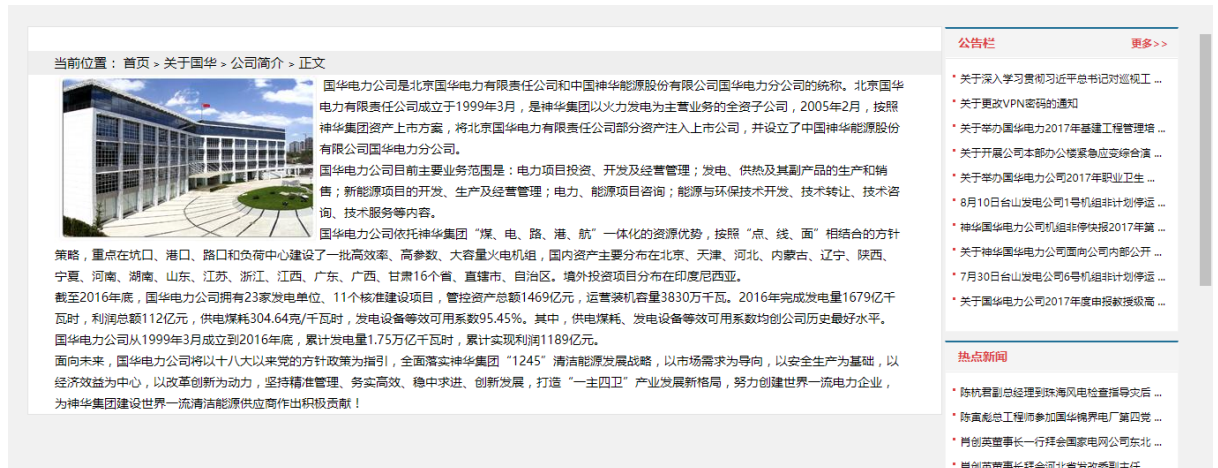 当前位置： 首页 > 关于国华 > 公司简介 > 正文
国华电力公司是北京国华电力有限责任公司和中国神华能源股份有限公司国华电力分公司的统称。北京国华
电力有限责任公司成立于1999年3月，是神华集团以火力发电为主营业务的全资子公司，2005年2月，按照
神华集团资产上市方案，将北京国华电力有限责任公司部分资产注入上市公司，并设立了中国神华能源股份
有限公司国华电力分公司。
国华电力公司目前主要业务范围是：电力项目投资、开发及经营管理；发电、供热及其副产品的生产和销
售；新能源项目的开发、生产及经营管理；电力、能源项目咨询；能源与环保技术开发、技术转让、技术咨
询、技术服务等内容。
国华电力公司依托神华集团“煤、电、路、港、航”一体化的资源优势，按照“点、线、面”相结合的方针
策略，重点在坑口、港口、路口和负荷中心建设了一批高效率、高参数、大容量火电机组，国内资产主要分布在北京、天津、河北、内蒙古、辽宁、陕西、
宁夏、河南、湖南、山东、江苏、浙江、江西、广东、广西、甘肃16个省、直辖市、自治区。境外投资项目分布在印度尼西亚。
截至2016年底，国华电力公司拥有23家发电单位、11个核准建设项目，管控资产总额1469亿元，运营装机容量3830万千瓦。2016年完成发电量1679亿千
瓦时，利润总额112亿元，供电煤耗304.64克/千瓦时，发电设备等效可用系数95.45%。其中，供电煤耗、发电设备等效可用系数均创公司历史最好水平。
国华电力公司从1999年3月成立到2016年底，累计发电量1.75万亿千瓦时，累计实现利润1189亿元。
面向未来，国华电力公司将以十八大以来党的方针政策为指引，全面落实神华集团“1245”清洁能源发展战略，以市场需求为导向，以安全生产为基础，以
经济效益为中心，以改革创新为动力，坚持精准管理、务实高效、稳中求进、创新发展，打造“一主四卫”产业发展新格局，努力创建世界一流电力企业，
为神华集团建设世界一流清洁能源供应商作出积极贡献！
公告栏 更多>>
* 关于深入学习贯彻习近平总书记对巡视工 ...
* 关于更改VPN密码的通知
* 关于举办国华电力2017年基建工程管理培 ...
* 关于开展公司本部办公楼紧急应变综合演 ...
* 关于举办国华电力公司2017年职业卫生 ...
* 8月10日台山发电公司1号机组非计划停运 ...
* 神华国华电力公司机组非停快报2017年第 ...
* 关于神华国华电力公司面向公司内部公开 ...
* 7月30日台山发电公司6号机组非计划停运 ...
* 关于国华电力公司2017年度申报教授级高 ...
热点新闻
* 陈杭君副总经理到珠海风电检查指导灾后 ...
* 陈寅彪总工程师参加国华锦界电厂第四党 ...
* 肖创英董事长一行拜会国家电网公司东北 ...
* 肖创英董事长拜会河北省发改委副主任